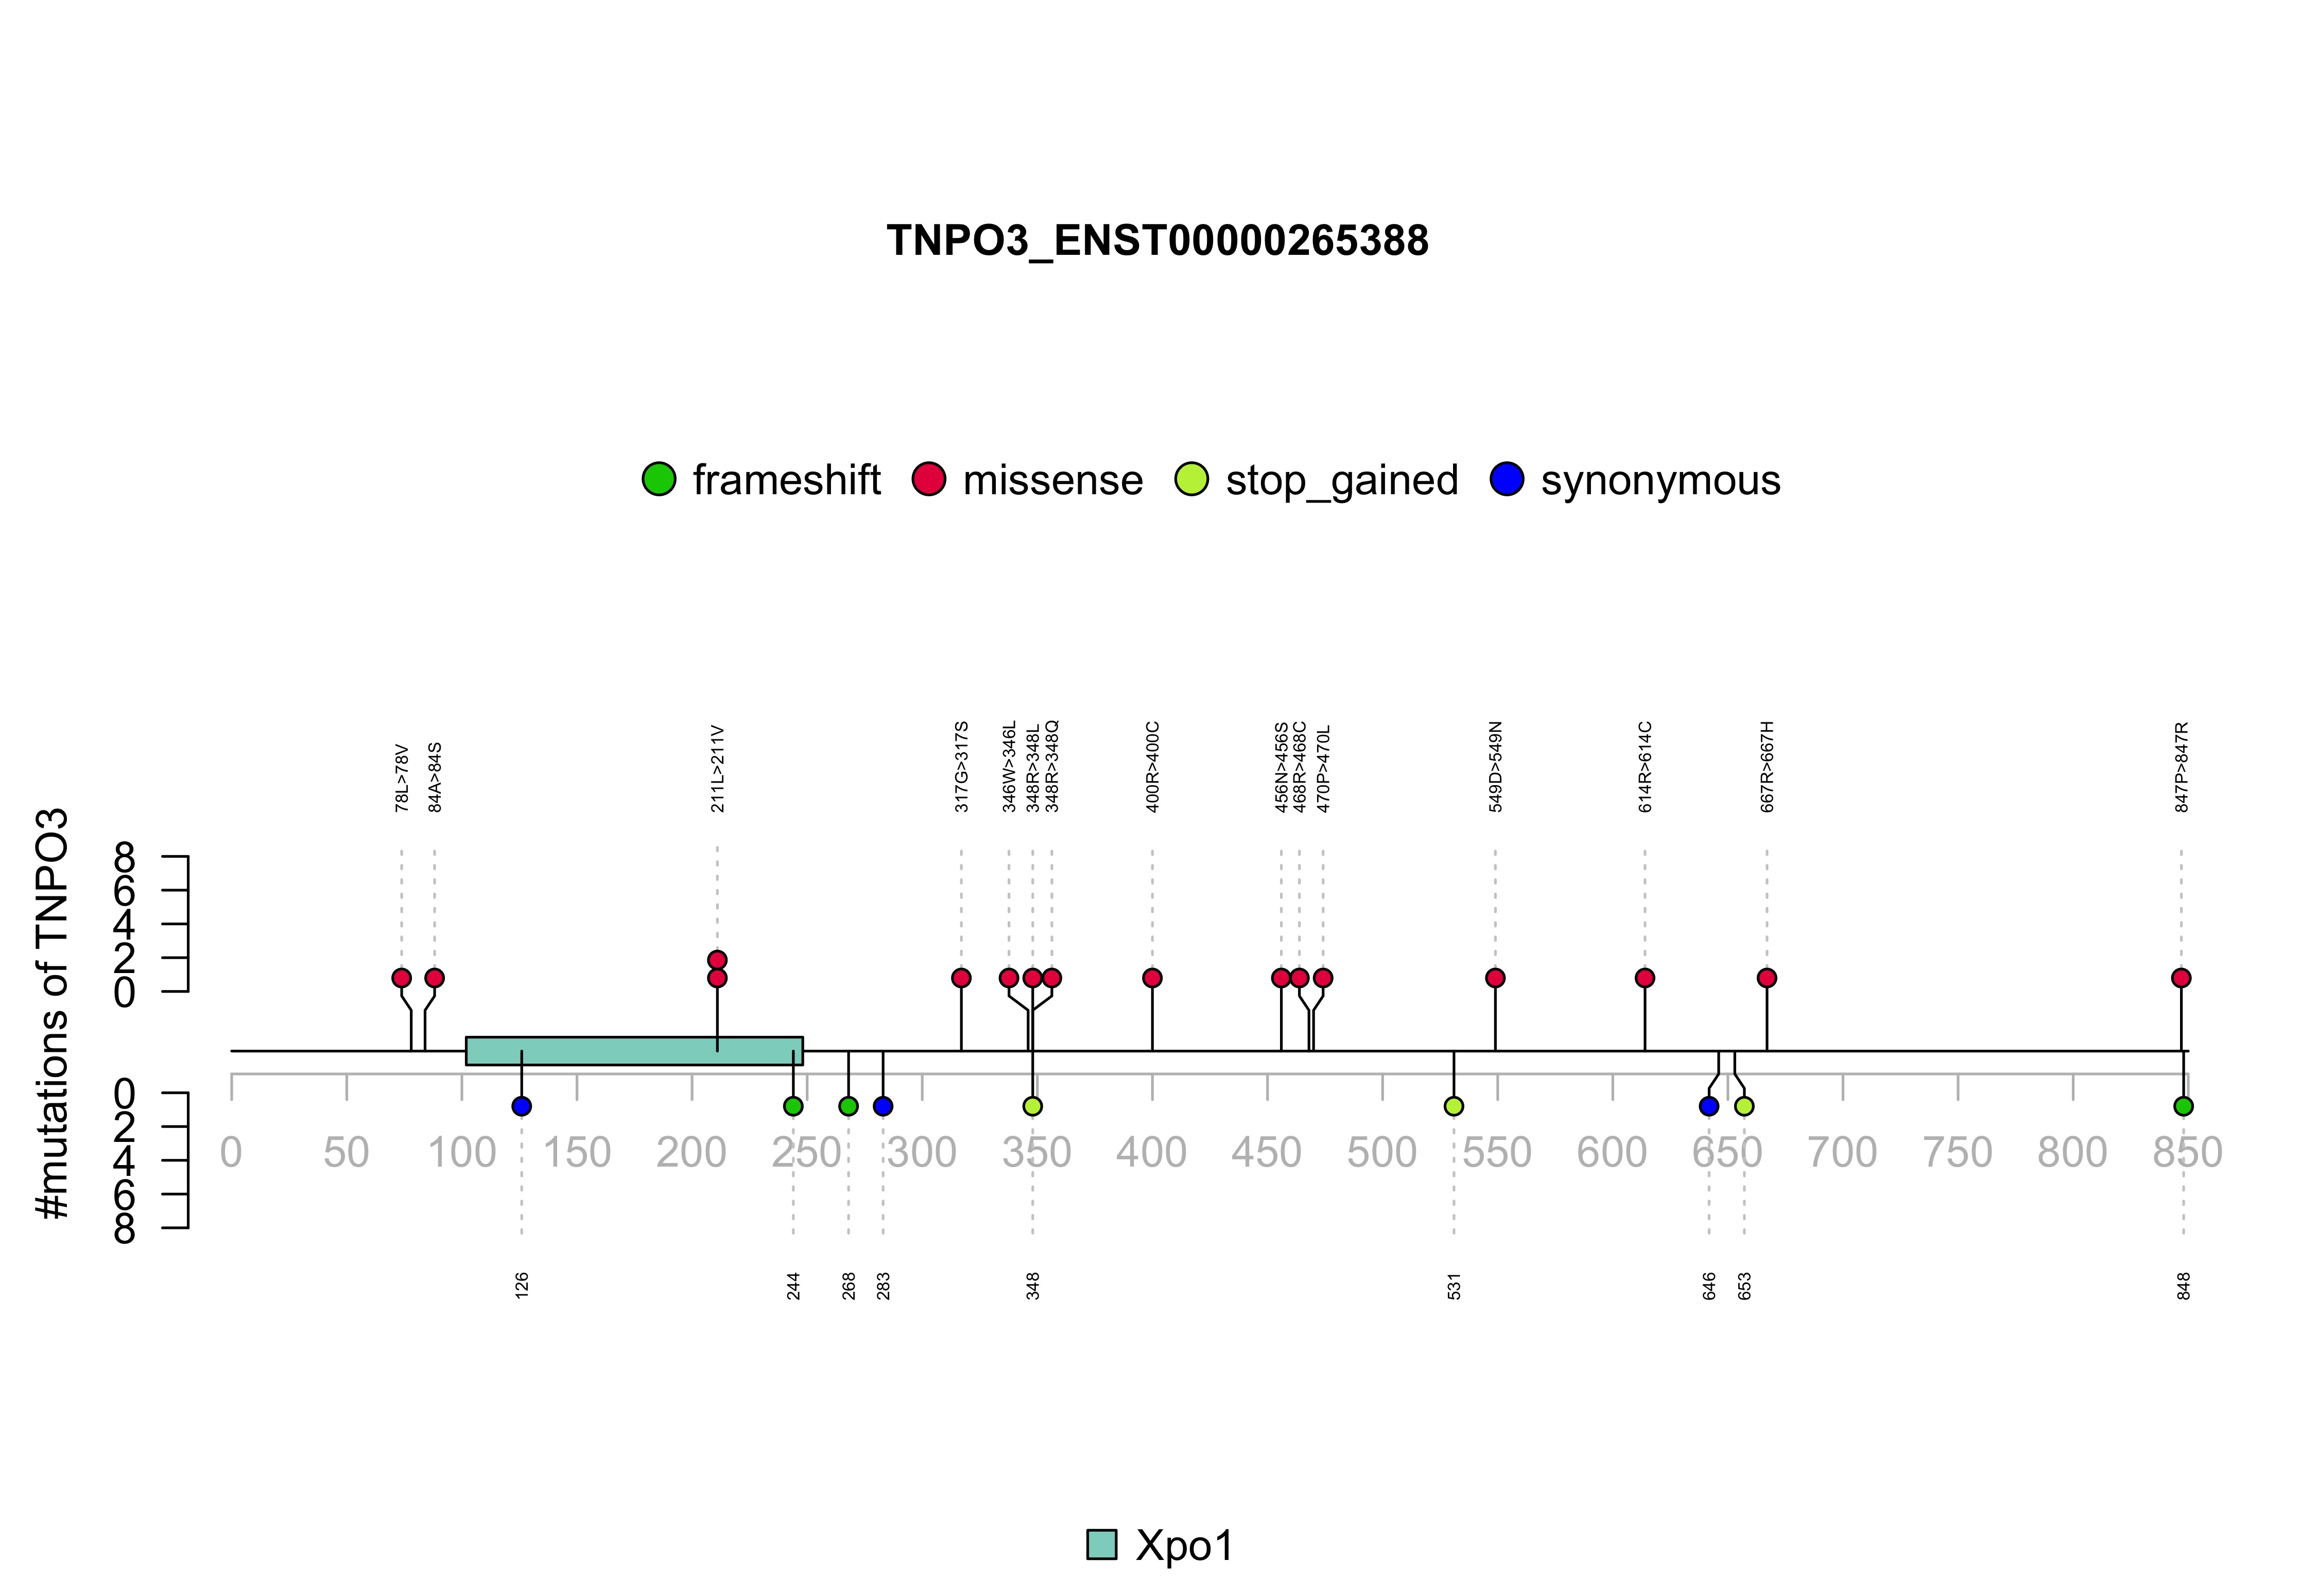 TNPO3_ENST00000265388
frameshift missense stop_gained synonymous
78L>78V
84A>84S
211L>211V
317G>317S
346W>346L
348R>348L
348R>348Q
400R>400C
456N>456S
468R>468C
470P>470L
549D>549N
614R>614C
667R>667H
847P>847R
#mutations of TNPO3
8
6
4
2
0
0
2
4
6
8
0 50 100 150 200 250 300 350 400 450 500 550 600 650 700 750 800 850
126
244
268
283
348
531
646
653
848
Xpo1